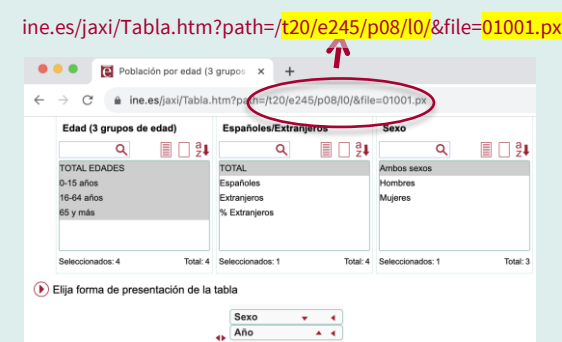 ine.es/jaxi/Tabla.htm?path=/t20/e245/p08/l0/&file=01001.px
Población por edad (3 grupos × +
ine.es/jaxi/Tabla.htm?path=/t20/e245/p08/l0/&file=01001.px
Edad (3 grupos de edad) Españoles/Extranjeros Sexo
TOTAL EDADES TOTAL Ambos sexos
0-15 años Españoles Hombres
16-64 años Extranjeros Mujeres
65 y más % Extranjeros
Seleccionados: 4 Total: 4 Seleccionados: 1 Total: 4 Seleccionados: 1 Total: 3
Elija forma de presentación de la tabla
Sexo
Año